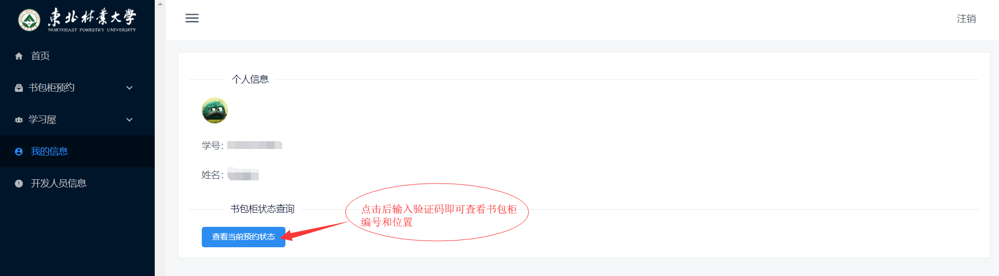 東北林業大學
NORTHEAST FORESTRY UNIVERSITY
首页
书包柜预约
学习屋
我的信息
开发人员信息
注销
个人信息
学号：
姓名：
书包柜状态查询
点击后输入验证码即可查看书包柜
编号和位置
查看当前预约状态